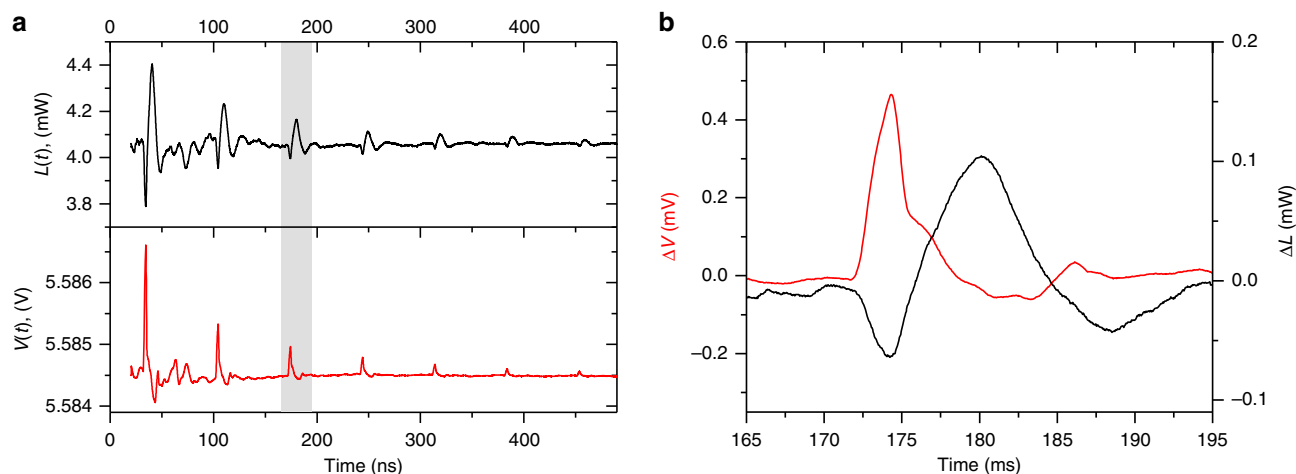 a
0 100 200 300 400
4.4
4.2
4.0
3.8
L(t), (mW)
5.586
5.585
5.584
V(t), (V)
0 100 200 300 400
Time (ns)
b
0.6
0.4
0.2
0.0
−0.2
ΔV (mV)
0.2
0.1
0.0
−0.1
ΔL (mW)
165 170 175 180 185 190 195
Time (ms)